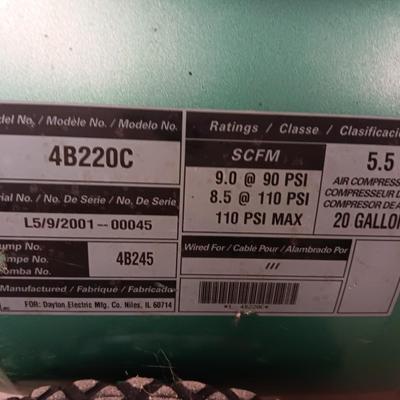 del No. / Modèle No. / Modelo No.
4B220C
rial No. / No. De Serie / No. De Serie
L5/9/2001--00045
ump No.
mpe No.
omba No.
4B245
Manufactured / Fabriqué / Fabricado
FOR: Dayton Electric Mfg. Co. Niles, IL 60714
Ratings / Classe / Clasificació
SCFM
9.0 @ 90 PSI
8.5 @ 110 PSI
110 PSI MAX
5.5
AIR COMPRESS
COMPRESSEUR D
COMPRESOR DE A
20 GALLO
Wired For / Cablé Pour / Alambrado Por
///
*L 4B220C*